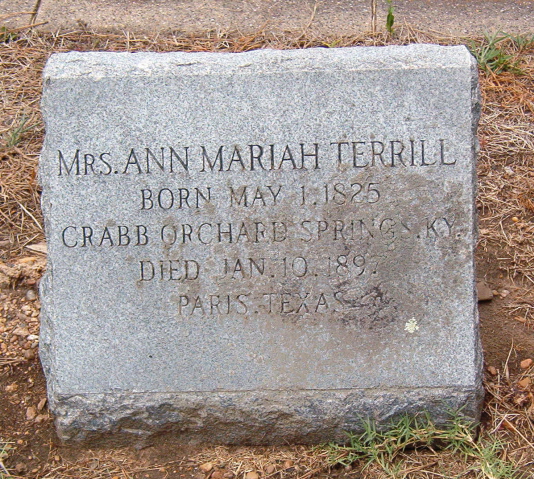 MRS. ANN MARIAH TERRILL
BORN MAY 1. 1825
CRABB ORCHARD SPRINGS. KY.
DIED JAN. 10.
PARIS. TEXAS